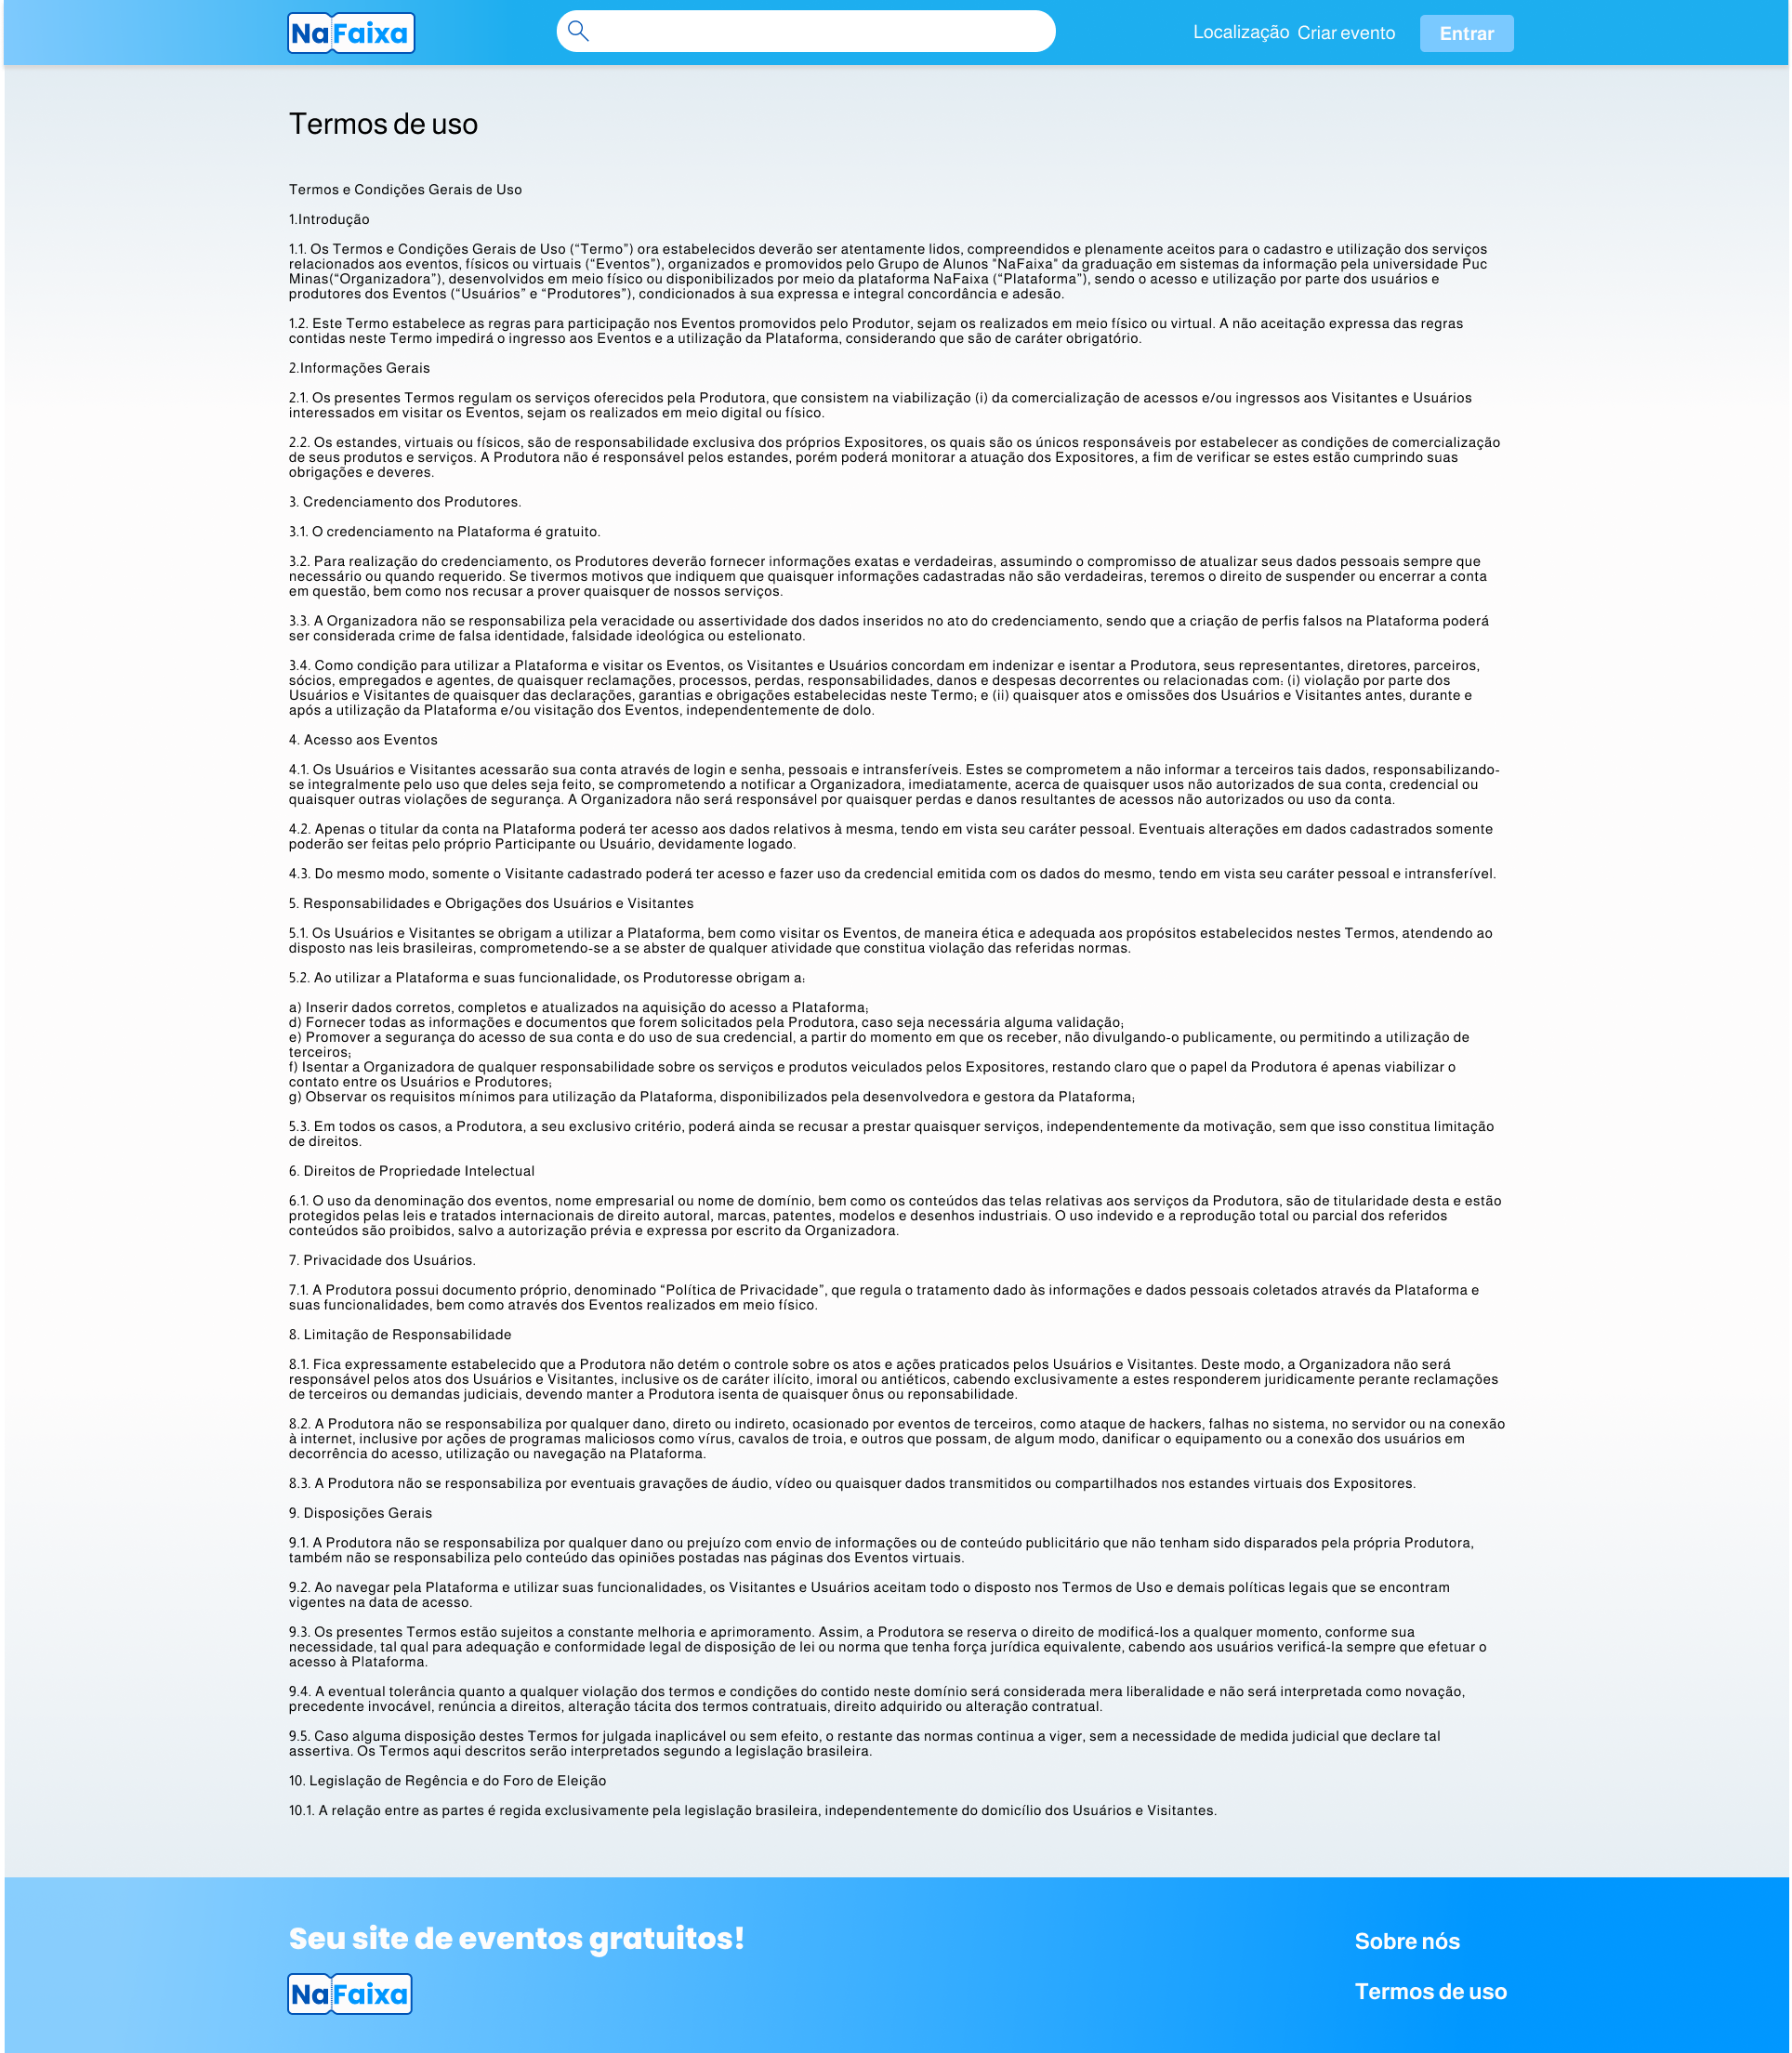 NaFaixa
Localização Criar evento Entrar
Termos de uso
Termos e Condições Gerais de Uso
1.Introdução
1.1. Os Termos e Condições Gerais de Uso (“Termo”) ora estabelecidos deverão ser atentamente lidos, compreendidos e plenamente aceitos para o cadastro e utilização dos serviços
relacionados aos eventos, físicos ou virtuais (“Eventos”), organizados e promovidos pelo Grupo de Alunos "NaFaixa" da graduação em sistemas da informação pela universidade Puc
Minas(“Organizadora”), desenvolvidos em meio físico ou disponibilizados por meio da plataforma NaFaixa (“Plataforma”), sendo o acesso e utilização por parte dos usuários e
produtores dos Eventos (“Usuários” e “Produtores”), condicionados à sua expressa e integral concordância e adesão.
1.2. Este Termo estabelece as regras para participação nos Eventos promovidos pelo Produtor, sejam os realizados em meio físico ou virtual. A não aceitação expressa das regras
contidas neste Termo impedirá o ingresso aos Eventos e a utilização da Plataforma, considerando que são de caráter obrigatório.
2.Informações Gerais
2.1. Os presentes Termos regulam os serviços oferecidos pela Produtora, que consistem na viabilização (i) da comercialização de acessos e/ou ingressos aos Visitantes e Usuários
interessados em visitar os Eventos, sejam os realizados em meio digital ou físico.
2.2. Os estandes, virtuais ou físicos, são de responsabilidade exclusiva dos próprios Expositores, os quais são os únicos responsáveis por estabelecer as condições de comercialização
de seus produtos e serviços. A Produtora não é responsável pelos estandes, porém poderá monitorar a atuação dos Expositores, a fim de verificar se estes estão cumprindo suas
obrigações e deveres.
3. Credenciamento dos Produtores.
3.1. O credenciamento na Plataforma é gratuito.
3.2. Para realização do credenciamento, os Produtores deverão fornecer informações exatas e verdadeiras, assumindo o compromisso de atualizar seus dados pessoais sempre que
necessário ou quando requerido. Se tivermos motivos que indiquem que quaisquer informações cadastradas não são verdadeiras, teremos o direito de suspender ou encerrar a conta
em questão, bem como nos recusar a prover quaisquer de nossos serviços.
3.3. A Organizadora não se responsabiliza pela veracidade ou assertividade dos dados inseridos no ato do credenciamento, sendo que a criação de perfis falsos na Plataforma poderá
ser considerada crime de falsa identidade, falsidade ideológica ou estelionato.
3.4. Como condição para utilizar a Plataforma e visitar os Eventos, os Visitantes e Usuários concordam em indenizar e isentar a Produtora, seus representantes, diretores, parceiros,
sócios, empregados e agentes, de quaisquer reclamações, processos, perdas, responsabilidades, danos e despesas decorrentes ou relacionadas com: (i) violação por parte dos
Usuários e Visitantes de quaisquer das declarações, garantias e obrigações estabelecidas neste Termo; e (ii) quaisquer atos e omissões dos Usuários e Visitantes antes, durante e
após a utilização da Plataforma e/ou visitação dos Eventos, independentemente de dolo.
4. Acesso aos Eventos
4.1. Os Usuários e Visitantes acessarão sua conta através de login e senha, pessoais e intransferíveis. Estes se comprometem a não informar a terceiros tais dados, responsabilizando-
se integralmente pelo uso que deles seja feito, se comprometendo a notificar a Organizadora, imediatamente, acerca de quaisquer usos não autorizados de sua conta, credencial ou
quaisquer outras violações de segurança. A Organizadora não será responsável por quaisquer perdas e danos resultantes de acessos não autorizados ou uso da conta.
4.2. Apenas o titular da conta na Plataforma poderá ter acesso aos dados relativos à mesma, tendo em vista seu caráter pessoal. Eventuais alterações em dados cadastrados somente
poderão ser feitas pelo próprio Participante ou Usuário, devidamente logado.
4.3. Do mesmo modo, somente o Visitante cadastrado poderá ter acesso e fazer uso da credencial emitida com os dados do mesmo, tendo em vista seu caráter pessoal e intransferível.
5. Responsabilidades e Obrigações dos Usuários e Visitantes
5.1. Os Usuários e Visitantes se obrigam a utilizar a Plataforma, bem como visitar os Eventos, de maneira ética e adequada aos propósitos estabelecidos nestes Termos, atendendo ao
disposto nas leis brasileiras, comprometendo-se a se abster de qualquer atividade que constitua violação das referidas normas.
5.2. Ao utilizar a Plataforma e suas funcionalidade, os Produtoresse obrigam a:
a) Inserir dados corretos, completos e atualizados na aquisição do acesso a Plataforma;
d) Fornecer todas as informações e documentos que forem solicitados pela Produtora, caso seja necessária alguma validação;
e) Promover a segurança do acesso de sua conta e do uso de sua credencial, a partir do momento em que os receber, não divulgando-o publicamente, ou permitindo a utilização de
terceiros;
f) Isentar a Organizadora de qualquer responsabilidade sobre os serviços e produtos veiculados pelos Expositores, restando claro que o papel da Produtora é apenas viabilizar o
contato entre os Usuários e Produtores;
g) Observar os requisitos mínimos para utilização da Plataforma, disponibilizados pela desenvolvedora e gestora da Plataforma;
5.3. Em todos os casos, a Produtora, a seu exclusivo critério, poderá ainda se recusar a prestar quaisquer serviços, independentemente da motivação, sem que isso constitua limitação
de direitos.
6. Direitos de Propriedade Intelectual
6.1. O uso da denominação dos eventos, nome empresarial ou nome de domínio, bem como os conteúdos das telas relativas aos serviços da Produtora, são de titularidade desta e estão
protegidos pelas leis e tratados internacionais de direito autoral, marcas, patentes, modelos e desenhos industriais. O uso indevido e a reprodução total ou parcial dos referidos
conteúdos são proibidos, salvo a autorização prévia e expressa por escrito da Organizadora.
7. Privacidade dos Usuários.
7.1. A Produtora possui documento próprio, denominado “Política de Privacidade”, que regula o tratamento dado às informações e dados pessoais coletados através da Plataforma e
suas funcionalidades, bem como através dos Eventos realizados em meio físico.
8. Limitação de Responsabilidade
8.1. Fica expressamente estabelecido que a Produtora não detém o controle sobre os atos e ações praticados pelos Usuários e Visitantes. Deste modo, a Organizadora não será
responsável pelos atos dos Usuários e Visitantes, inclusive os de caráter ilícito, imoral ou antiéticos, cabendo exclusivamente a estes responderem juridicamente perante reclamações
de terceiros ou demandas judiciais, devendo manter a Produtora isenta de quaisquer ônus ou reponsabilidade.
8.2. A Produtora não se responsabiliza por qualquer dano, direto ou indireto, ocasionado por eventos de terceiros, como ataque de hackers, falhas no sistema, no servidor ou na conexão
à internet, inclusive por ações de programas maliciosos como vírus, cavalos de troia, e outros que possam, de algum modo, danificar o equipamento ou a conexão dos usuários em
decorrência do acesso, utilização ou navegação na Plataforma.
8.3. A Produtora não se responsabiliza por eventuais gravações de áudio, vídeo ou quaisquer dados transmitidos ou compartilhados nos estandes virtuais dos Expositores.
9. Disposições Gerais
9.1. A Produtora não se responsabiliza por qualquer dano ou prejuízo com envio de informações ou de conteúdo publicitário que não tenham sido disparados pela própria Produtora,
também não se responsabiliza pelo conteúdo das opiniões postadas nas páginas dos Eventos virtuais.
9.2. Ao navegar pela Plataforma e utilizar suas funcionalidades, os Visitantes e Usuários aceitam todo o disposto nos Termos de Uso e demais políticas legais que se encontram
vigentes na data de acesso.
9.3. Os presentes Termos estão sujeitos a constante melhoria e aprimoramento. Assim, a Produtora se reserva o direito de modificá-los a qualquer momento, conforme sua
necessidade, tal qual para adequação e conformidade legal de disposição de lei ou norma que tenha força jurídica equivalente, cabendo aos usuários verificá-la sempre que efetuar o
acesso à Plataforma.
9.4. A eventual tolerância quanto a qualquer violação dos termos e condições do contido neste domínio será considerada mera liberalidade e não será interpretada como novação,
precedente invocável, renúncia a direitos, alteração tácita dos termos contratuais, direito adquirido ou alteração contratual.
9.5. Caso alguma disposição destes Termos for julgada inaplicável ou sem efeito, o restante das normas continua a viger, sem a necessidade de medida judicial que declare tal
assertiva. Os Termos aqui descritos serão interpretados segundo a legislação brasileira.
10. Legislação de Regência e do Foro de Eleição
10.1. A relação entre as partes é regida exclusivamente pela legislação brasileira, independentemente do domicílio dos Usuários e Visitantes.
Seu site de eventos gratuitos!
NaFaixa
Sobre nós
Termos de uso